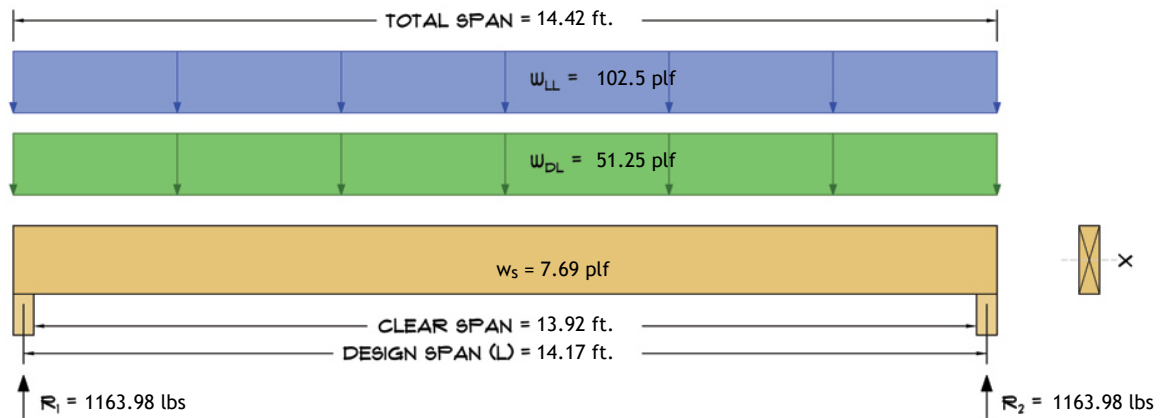 TOTAL SPAN = 14.42 ft.
WLL = 102.5 plf
WDL = 51.25 plf
ws = 7.69 plf
X
CLEAR SPAN = 13.92 ft.
DESIGN SPAN (L) = 14.17 ft.
R1 = 1163.98 lbs
R2 = 1163.98 lbs